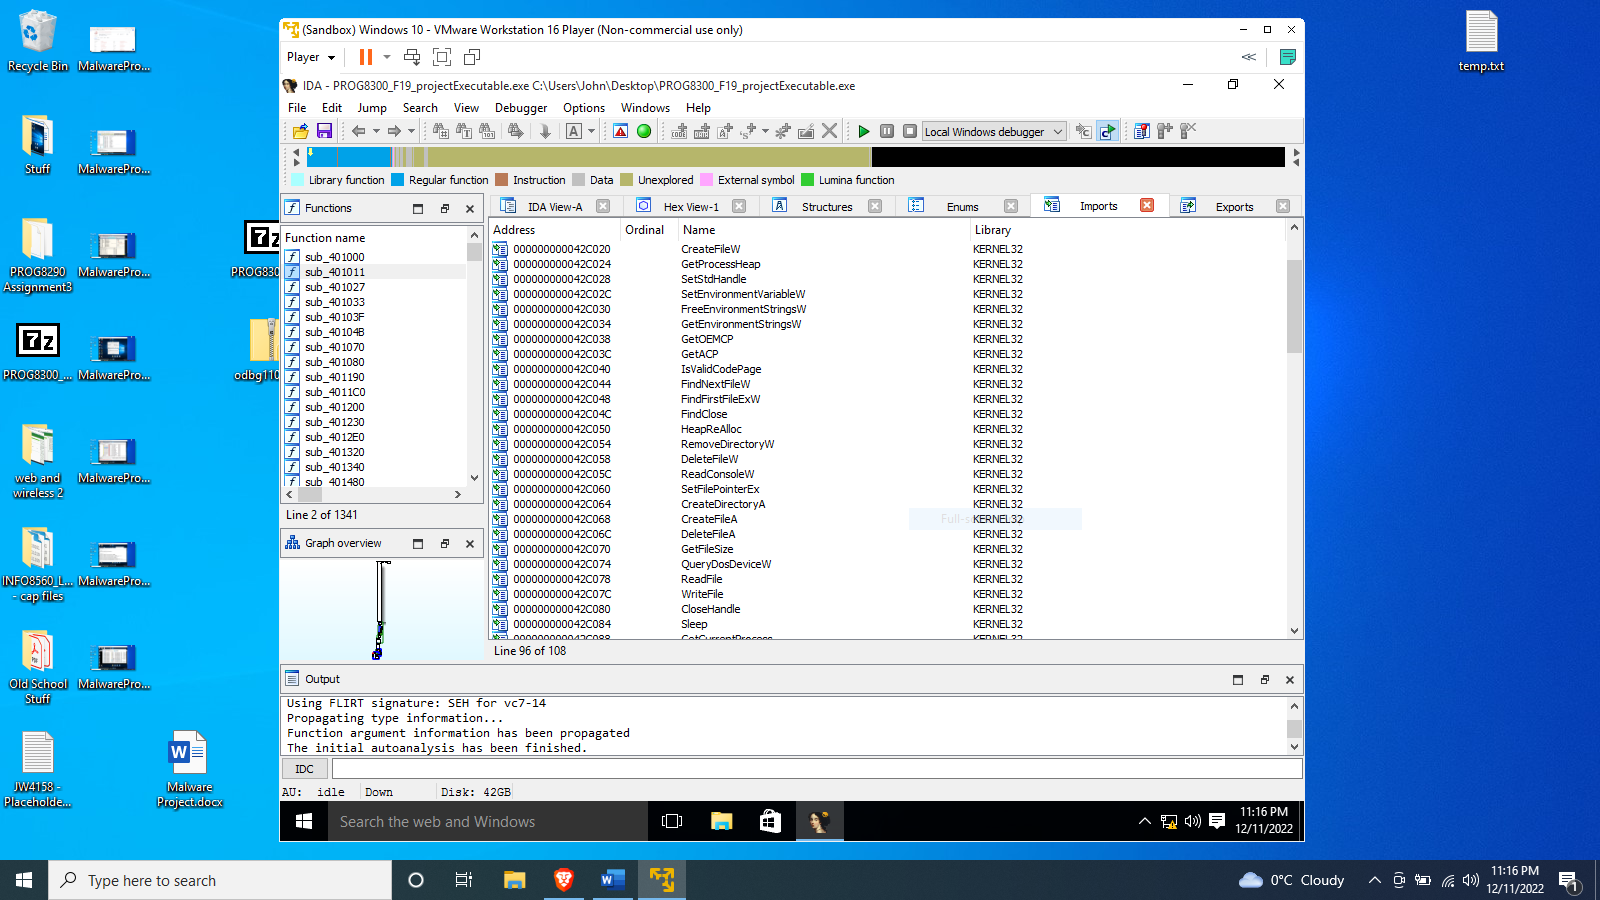 Recycle Bin
MalwarePro...
Stuff
MalwarePro...
PROG8290
Assignment3
MalwarePro...
PROG8300_...
MalwarePro...
web and
wireless 2
MalwarePro...
INFO8560_L...
- cap files
MalwarePro...
Old School
Stuff
MalwarePro...
JW4158 -
Placeholde...
Malware
Project.docx
PROG830
odbg110
temp.txt
(Sandbox) Windows 10 - VMware Workstation 16 Player (Non-commercial use only)
Player
IDA - PROG8300_F19_projectExecutable.exe C:\Users\John\Desktop\PROG8300_F19_projectExecutable.exe
File Edit Jump Search View Debugger Options Windows Help
Local Windows debugger
Library function Regular function Instruction Data Unexplored External symbol Lumina function
Functions
Function name
sub_401000
sub_401011
sub_401027
sub_401033
sub_40103F
sub_40104B
sub_401070
sub_401080
sub_401190
sub_4011C0
sub_401200
sub_401230
sub_4012E0
sub_401320
sub_401340
sub_401480
Line 2 of 1341
Graph overview
IDA View-A Hex View-1 Structures Enums Imports Exports
Address Ordinal Name Library
000000000042C020 CreateFileW KERNEL32
000000000042C024 GetProcessHeap KERNEL32
000000000042C028 SetStdHandle KERNEL32
000000000042C02C SetEnvironmentVariableW KERNEL32
000000000042C030 FreeEnvironmentStringsW KERNEL32
000000000042C034 GetEnvironmentStringsW KERNEL32
000000000042C038 GetOEMCP KERNEL32
000000000042C03C GetACP KERNEL32
000000000042C040 IsValidCodePage KERNEL32
000000000042C044 FindNextFileW KERNEL32
000000000042C048 FindFirstFileExW KERNEL32
000000000042C04C FindClose KERNEL32
000000000042C050 HeapReAlloc KERNEL32
000000000042C054 RemoveDirectoryW KERNEL32
000000000042C058 DeleteFileW KERNEL32
000000000042C05C ReadConsoleW KERNEL32
000000000042C060 SetFilePointerEx KERNEL32
000000000042C064 CreateDirectoryA KERNEL32
000000000042C068 CreateFileA KERNEL32
000000000042C06C DeleteFileA KERNEL32
000000000042C070 GetFileSize KERNEL32
000000000042C074 QueryDosDeviceW KERNEL32
000000000042C078 ReadFile KERNEL32
000000000042C07C WriteFile KERNEL32
000000000042C080 CloseHandle KERNEL32
000000000042C084 Sleep KERNEL32
000000000042C088 GetCurrentProcess KERNEL32
Line 96 of 108
Output
Using FLIRT signature: SEH for vc7-14
Propagating type information...
Function argument information has been propagated
The initial autoanalysis has been finished.
IDC
AU: idle Down Disk: 42GB
Search the web and Windows
11:16 PM
12/11/2022
Type here to search
0°C Cloudy
11:16 PM
12/11/2022
1